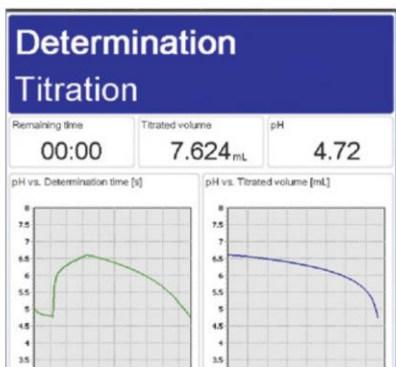 Determination
Titration
Remaining time
Titrated volume
pH
00:00
7.624 mL
4.72
pH vs. Determination time [s]
pH vs. Titrated volume [mL]
8
7.5
7
6.5
6
5.5
5
4.5
4
3.5
8
7.5
7
6.5
6
5.5
5
4.5
4
3.5